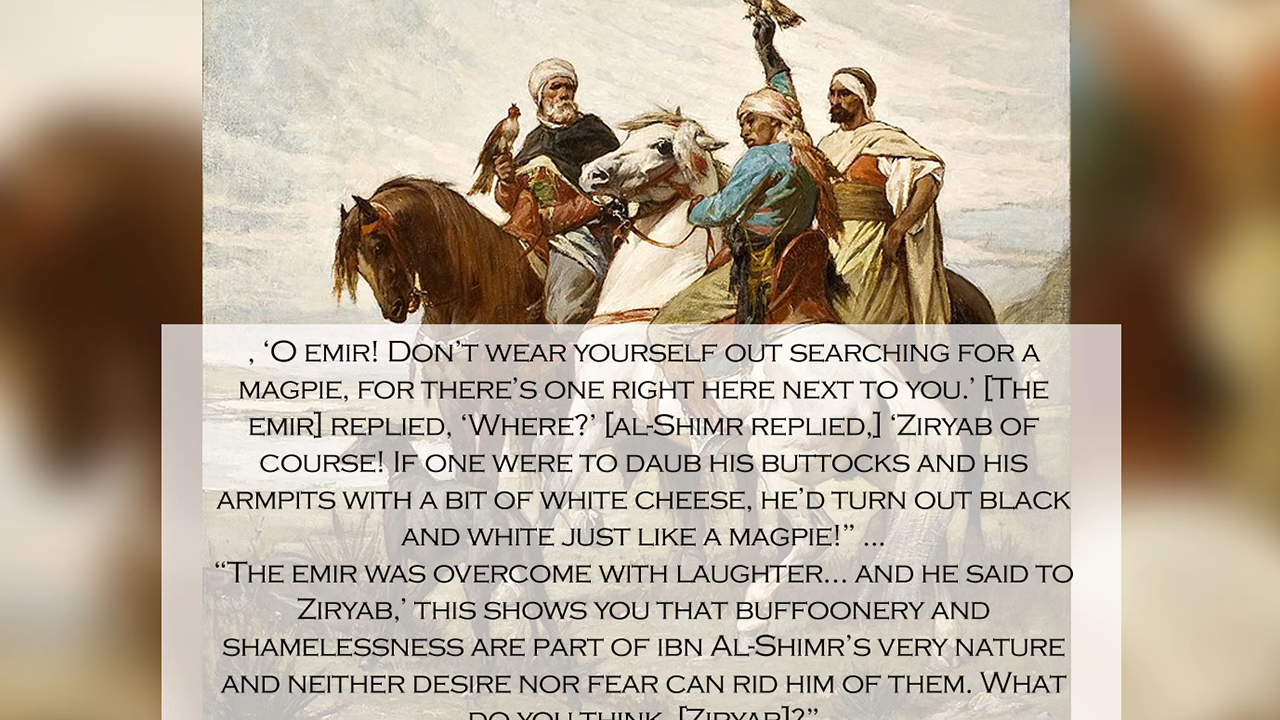 , ‘O emir! Don’t wear yourself out searching for a
magpie, for there’s one right here next to you.’ [The
emir] replied, ‘Where?’ [al-Shimr replied,] ‘Ziryab of
course! If one were to daub his buttocks and his
armpits with a bit of white cheese, he’d turn out black
and white just like a magpie!” ...
“The emir was overcome with laughter... and he said to
Ziryab,’ this shows you that buffoonery and
shamelessness are part of ibn Al-Shimr’s very nature
and neither desire nor fear can rid him of them. What
do you think, [Ziryab]?”